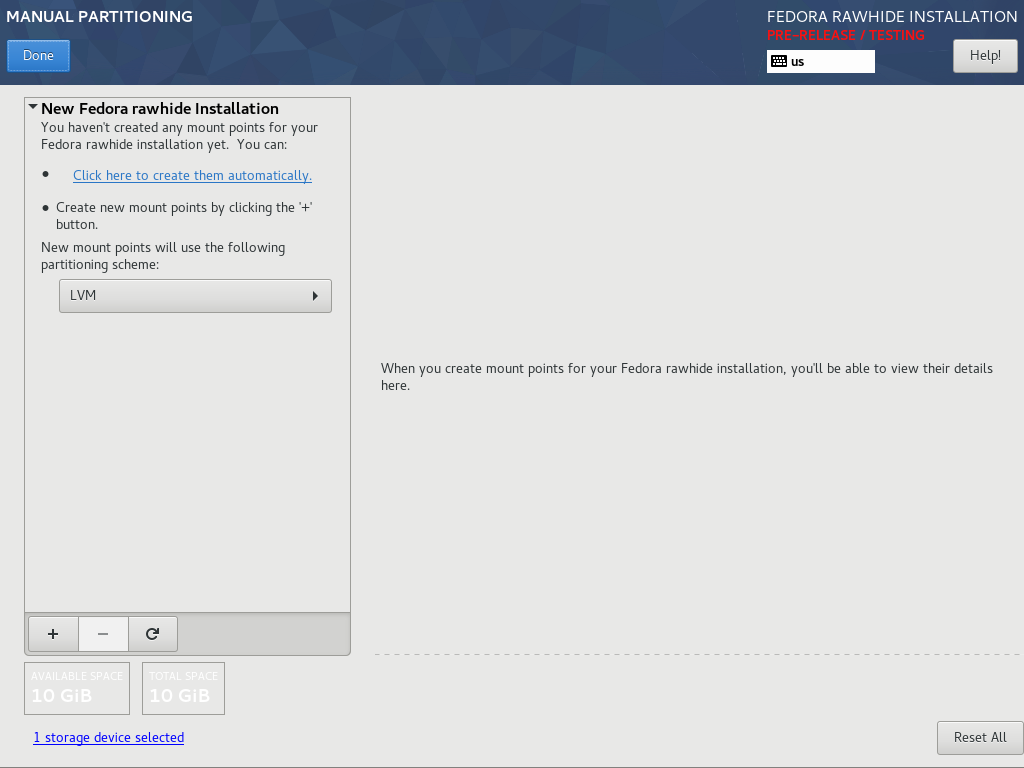 MANUAL PARTITIONING
FEDORA RAWHIDE INSTALLATION
PRE-RELEASE / TESTING
Done
us
Help!
New Fedora rawhide Installation
You haven't created any mount points for your
Fedora rawhide installation yet.  You can:
• Click here to create them automatically.
• Create new mount points by clicking the '+'
button.
New mount points will use the following
partitioning scheme:
LVM
When you create mount points for your Fedora rawhide installation, you'll be able to view their details
here.
+ −
AVAILABLE SPACE
10 GiB
TOTAL SPACE
10 GiB
1 storage device selected
Reset All